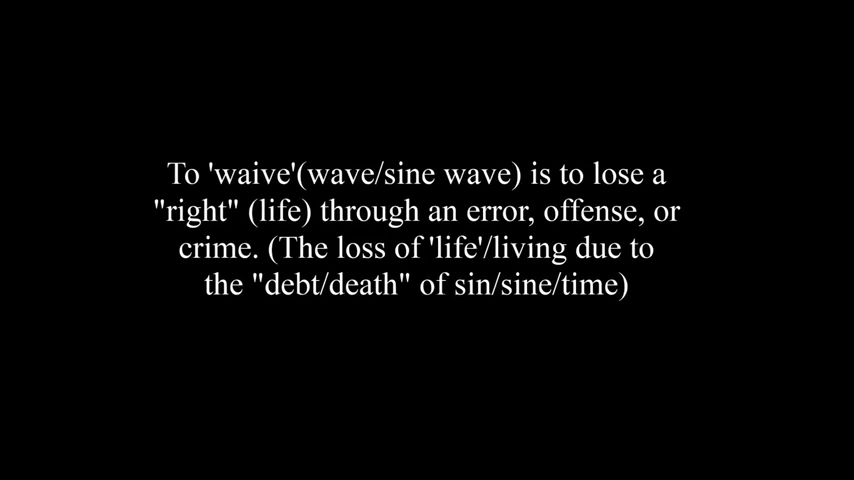 To 'waive'(wave/sine wave) is to lose a
"right" (life) through an error, offense, or
crime. (The loss of 'life'/living due to
the "debt/death" of sin/sine/time)